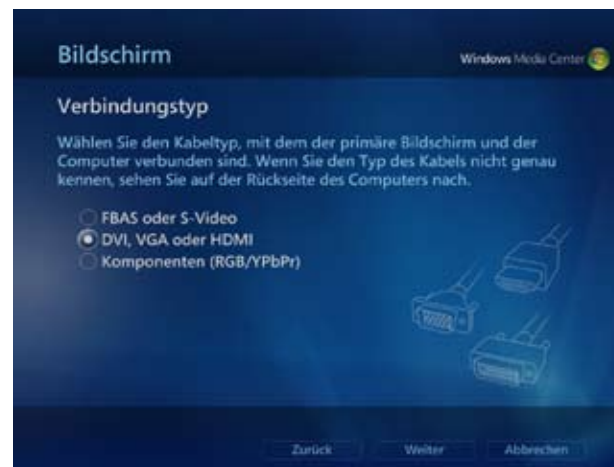 Bildschirm
Windows Media Center
Verbindungstyp
Wählen Sie den Kabeltyp, mit dem der primäre Bildschirm und der
Computer verbunden sind. Wenn Sie den Typ des Kabels nicht genau
kennen, sehen Sie auf der Rückseite des Computers nach.
FBAS oder S-Video
DVI, VGA oder HDMI
Komponenten (RGB/YPbPr)
Zurück Weiter Abbrechen